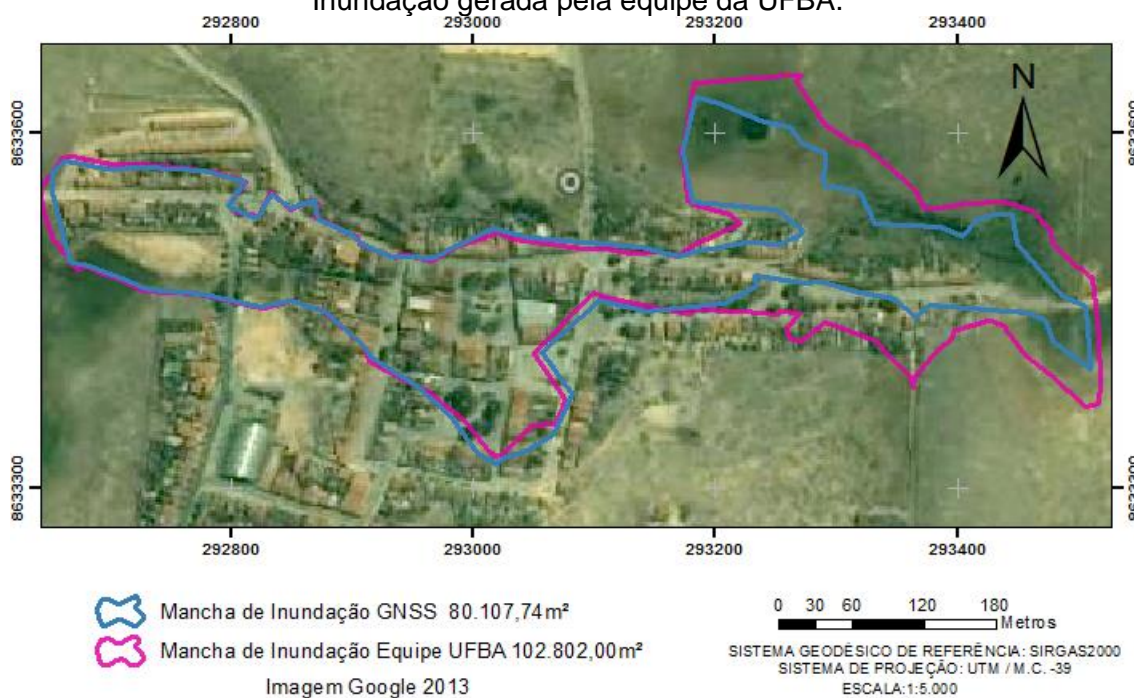 Inundação gerada pela equipe da UFBA.
292800 293000 293200 293400
N
8633600 8633600
8633300 8633300
292800 293000 293200 293400
Mancha de Inundação GNSS 80.107,74m²
Mancha de Inundação Equipe UFBA 102.802,00m²
Imagem Google 2013
0 30 60 120 180
Metros
SISTEMA GEODÉSICO DE REFERÊNCIA: SIRGAS2000
SISTEMA DE PROJEÇÃO: UTM / M.C. -39
ESCALA:1:5.000